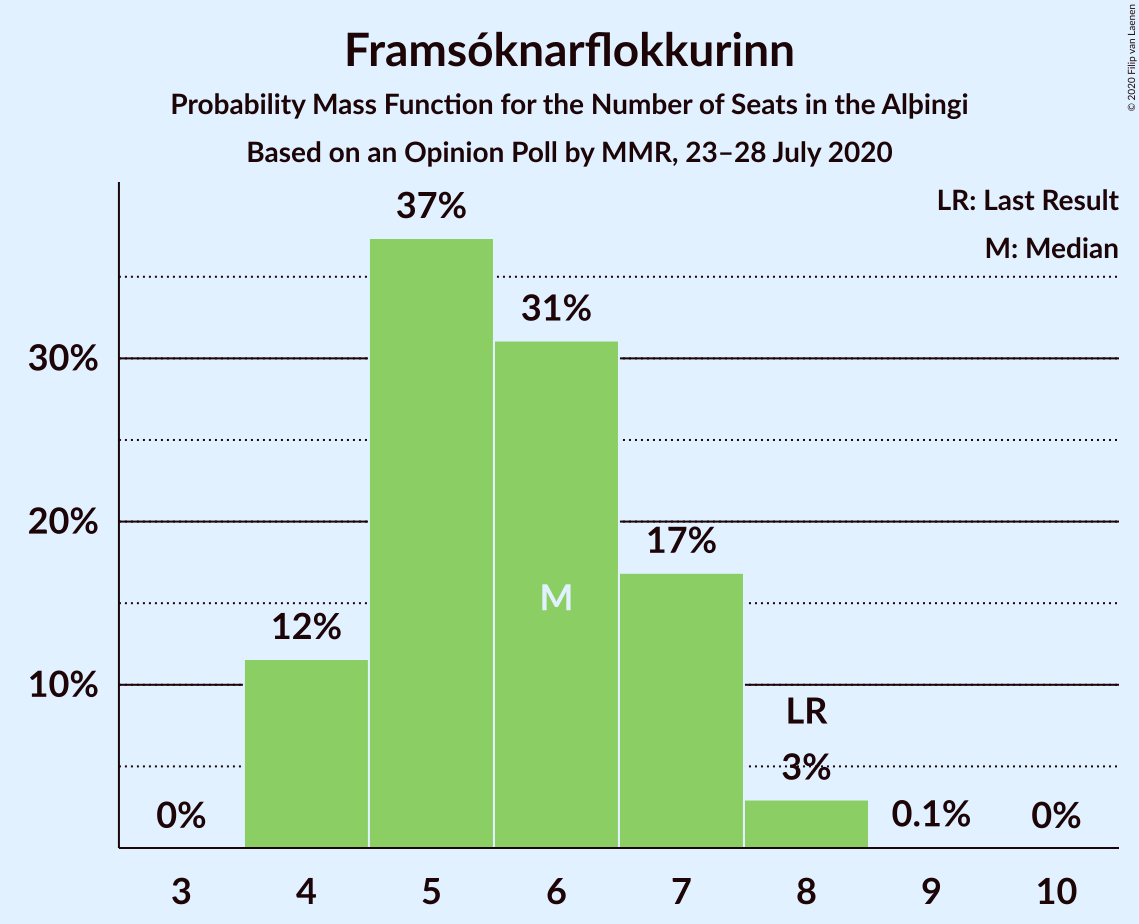 Framsóknarflokkurinn
Probability Mass Function for the Number of Seats in the Alþingi
Based on an Opinion Poll by MMR, 23–28 July 2020
© 2020 Filip van Laenen
LR: Last Result
M: Median
37%
31%
30%
20%
17%
M
12%
10%
LR
3%
0%
0.1%
0%
3 4 5 6 7 8 9 10